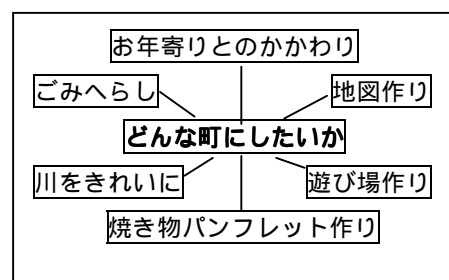 お年寄りとのかかわり
ごみへらし
地図作り
どんな町にしたいか
川をきれいに
遊び場作り
焼き物パンフレット作り